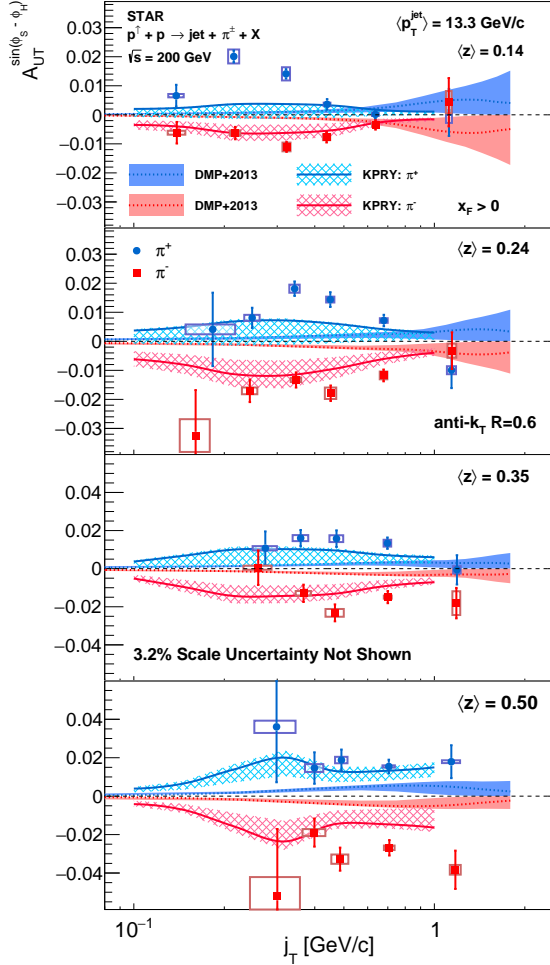 A_UT^sin(ϕ_S - ϕ_H)
STAR
p↑ + p → jet + π± + X
√s = 200 GeV
⟨p_T^jet⟩ = 13.3 GeV/c
⟨z⟩ = 0.14
0.03
0.02
0.01
0
−0.01
−0.02
−0.03
DMP+2013
KPRY: π⁺
DMP+2013
KPRY: π⁻
x_F > 0
π⁺
π⁻
⟨z⟩ = 0.24
0.03
0.02
0.01
0
−0.01
−0.02
−0.03
anti-k_T R=0.6
⟨z⟩ = 0.35
0.04
0.02
0
−0.02
−0.04
3.2% Scale Uncertainty Not Shown
⟨z⟩ = 0.50
0.04
0.02
0
−0.02
−0.04
10⁻¹
1
j_T [GeV/c]